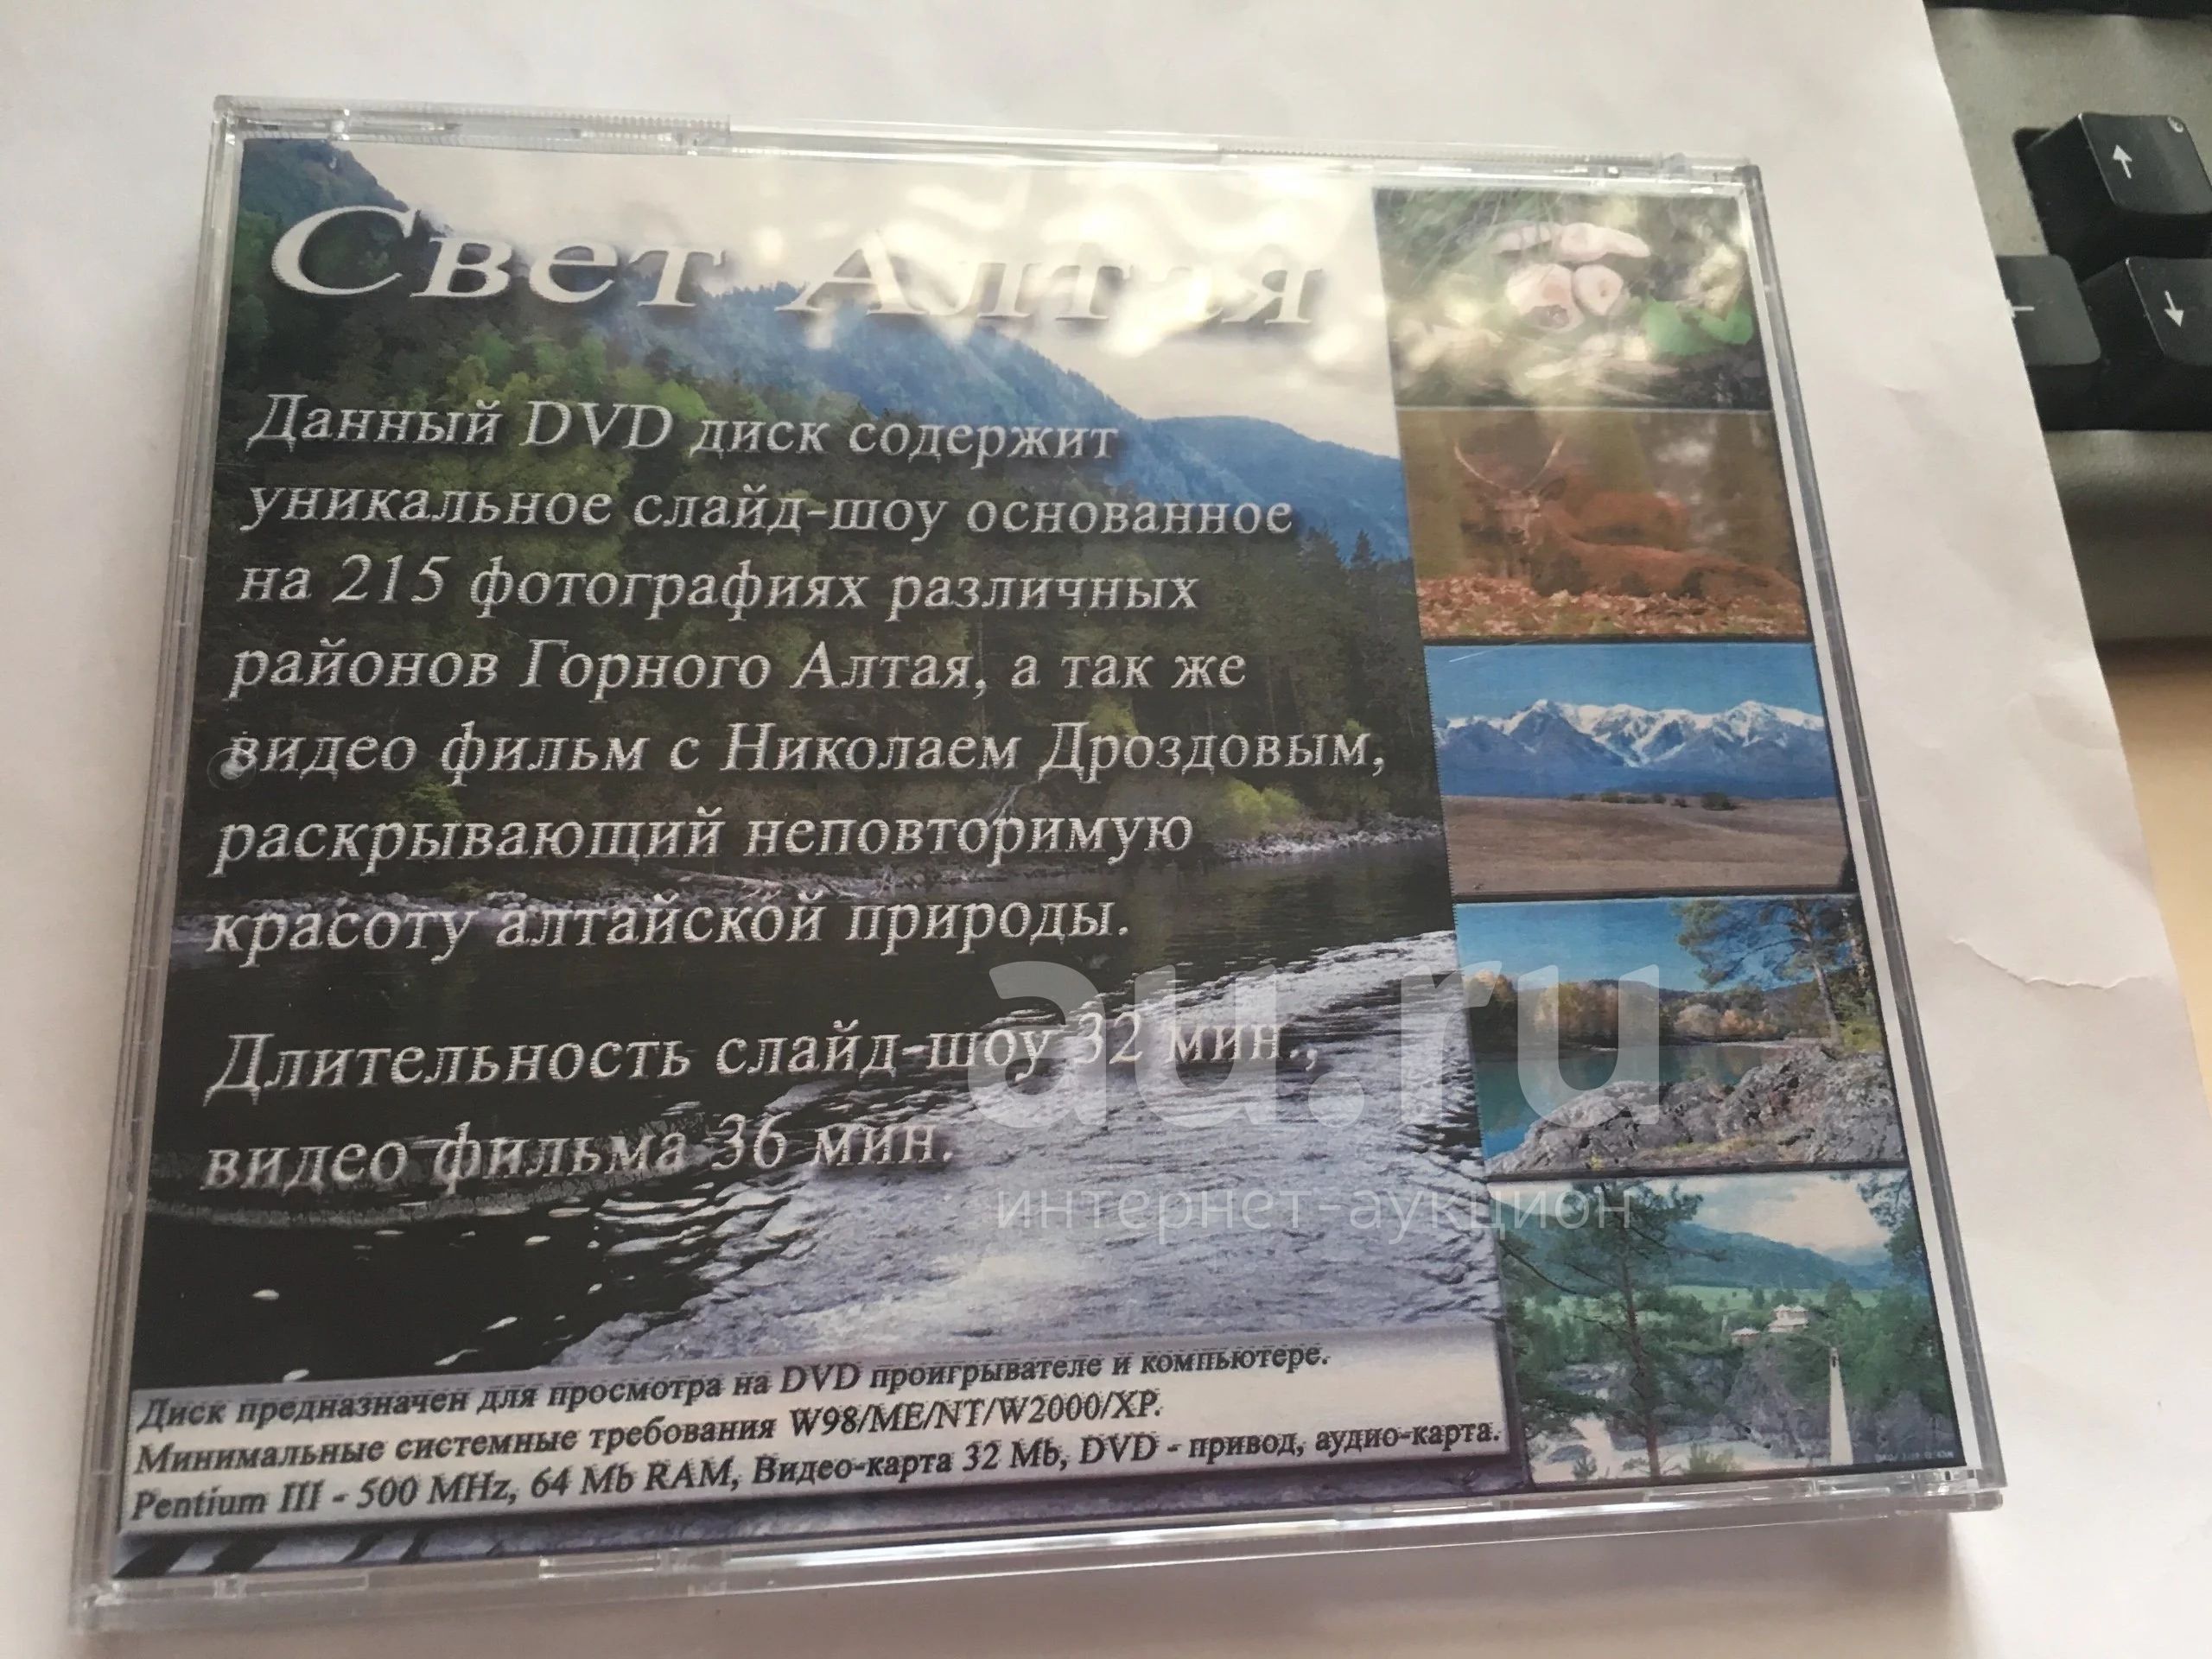 Свет Алтая
Данный DVD диск содержит
уникальное слайд-шоу основанное
на 215 фотографиях различных
районов Горного Алтая, а так же
видео фильм с Николаем Дроздовым,
раскрывающий неповторимую
красоту алтайской природы.
Длительность слайд-шоу 32 мин.,
видео фильма 36 мин.
au.ru
интернет-аукцион
Диск предназначен для просмотра на DVD проигрывателе и компьютере.
Минимальные системные требования W98/ME/NT/W2000/XP.
Pentium III - 500 MHz, 64 Mb RAM, Видео-карта 32 Mb, DVD - привод, аудио-карта.